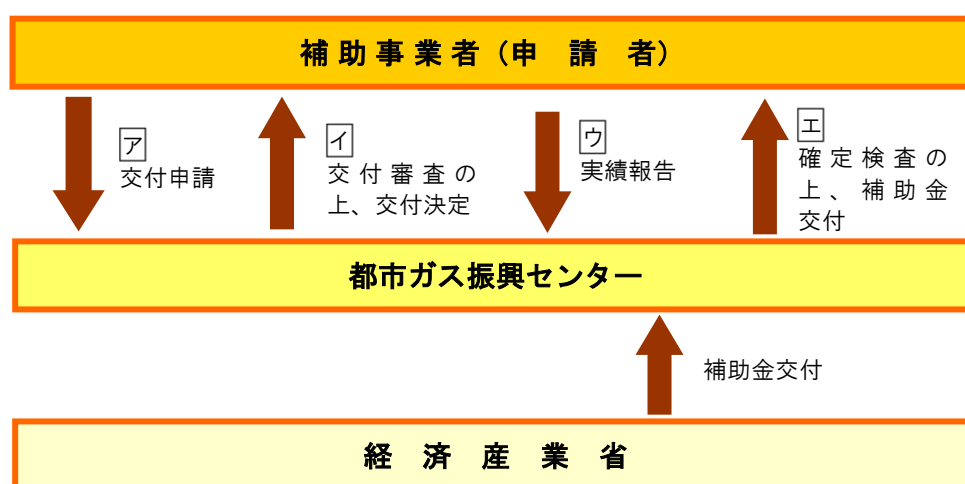 補助事業者（申　請　者）
ア
交付申請
イ
交付審査の
上、交付決定
ウ
実績報告
エ
確定検査の
上、補助金
交付
都市ガス振興センター
補助金交付
経　済　産　業　省